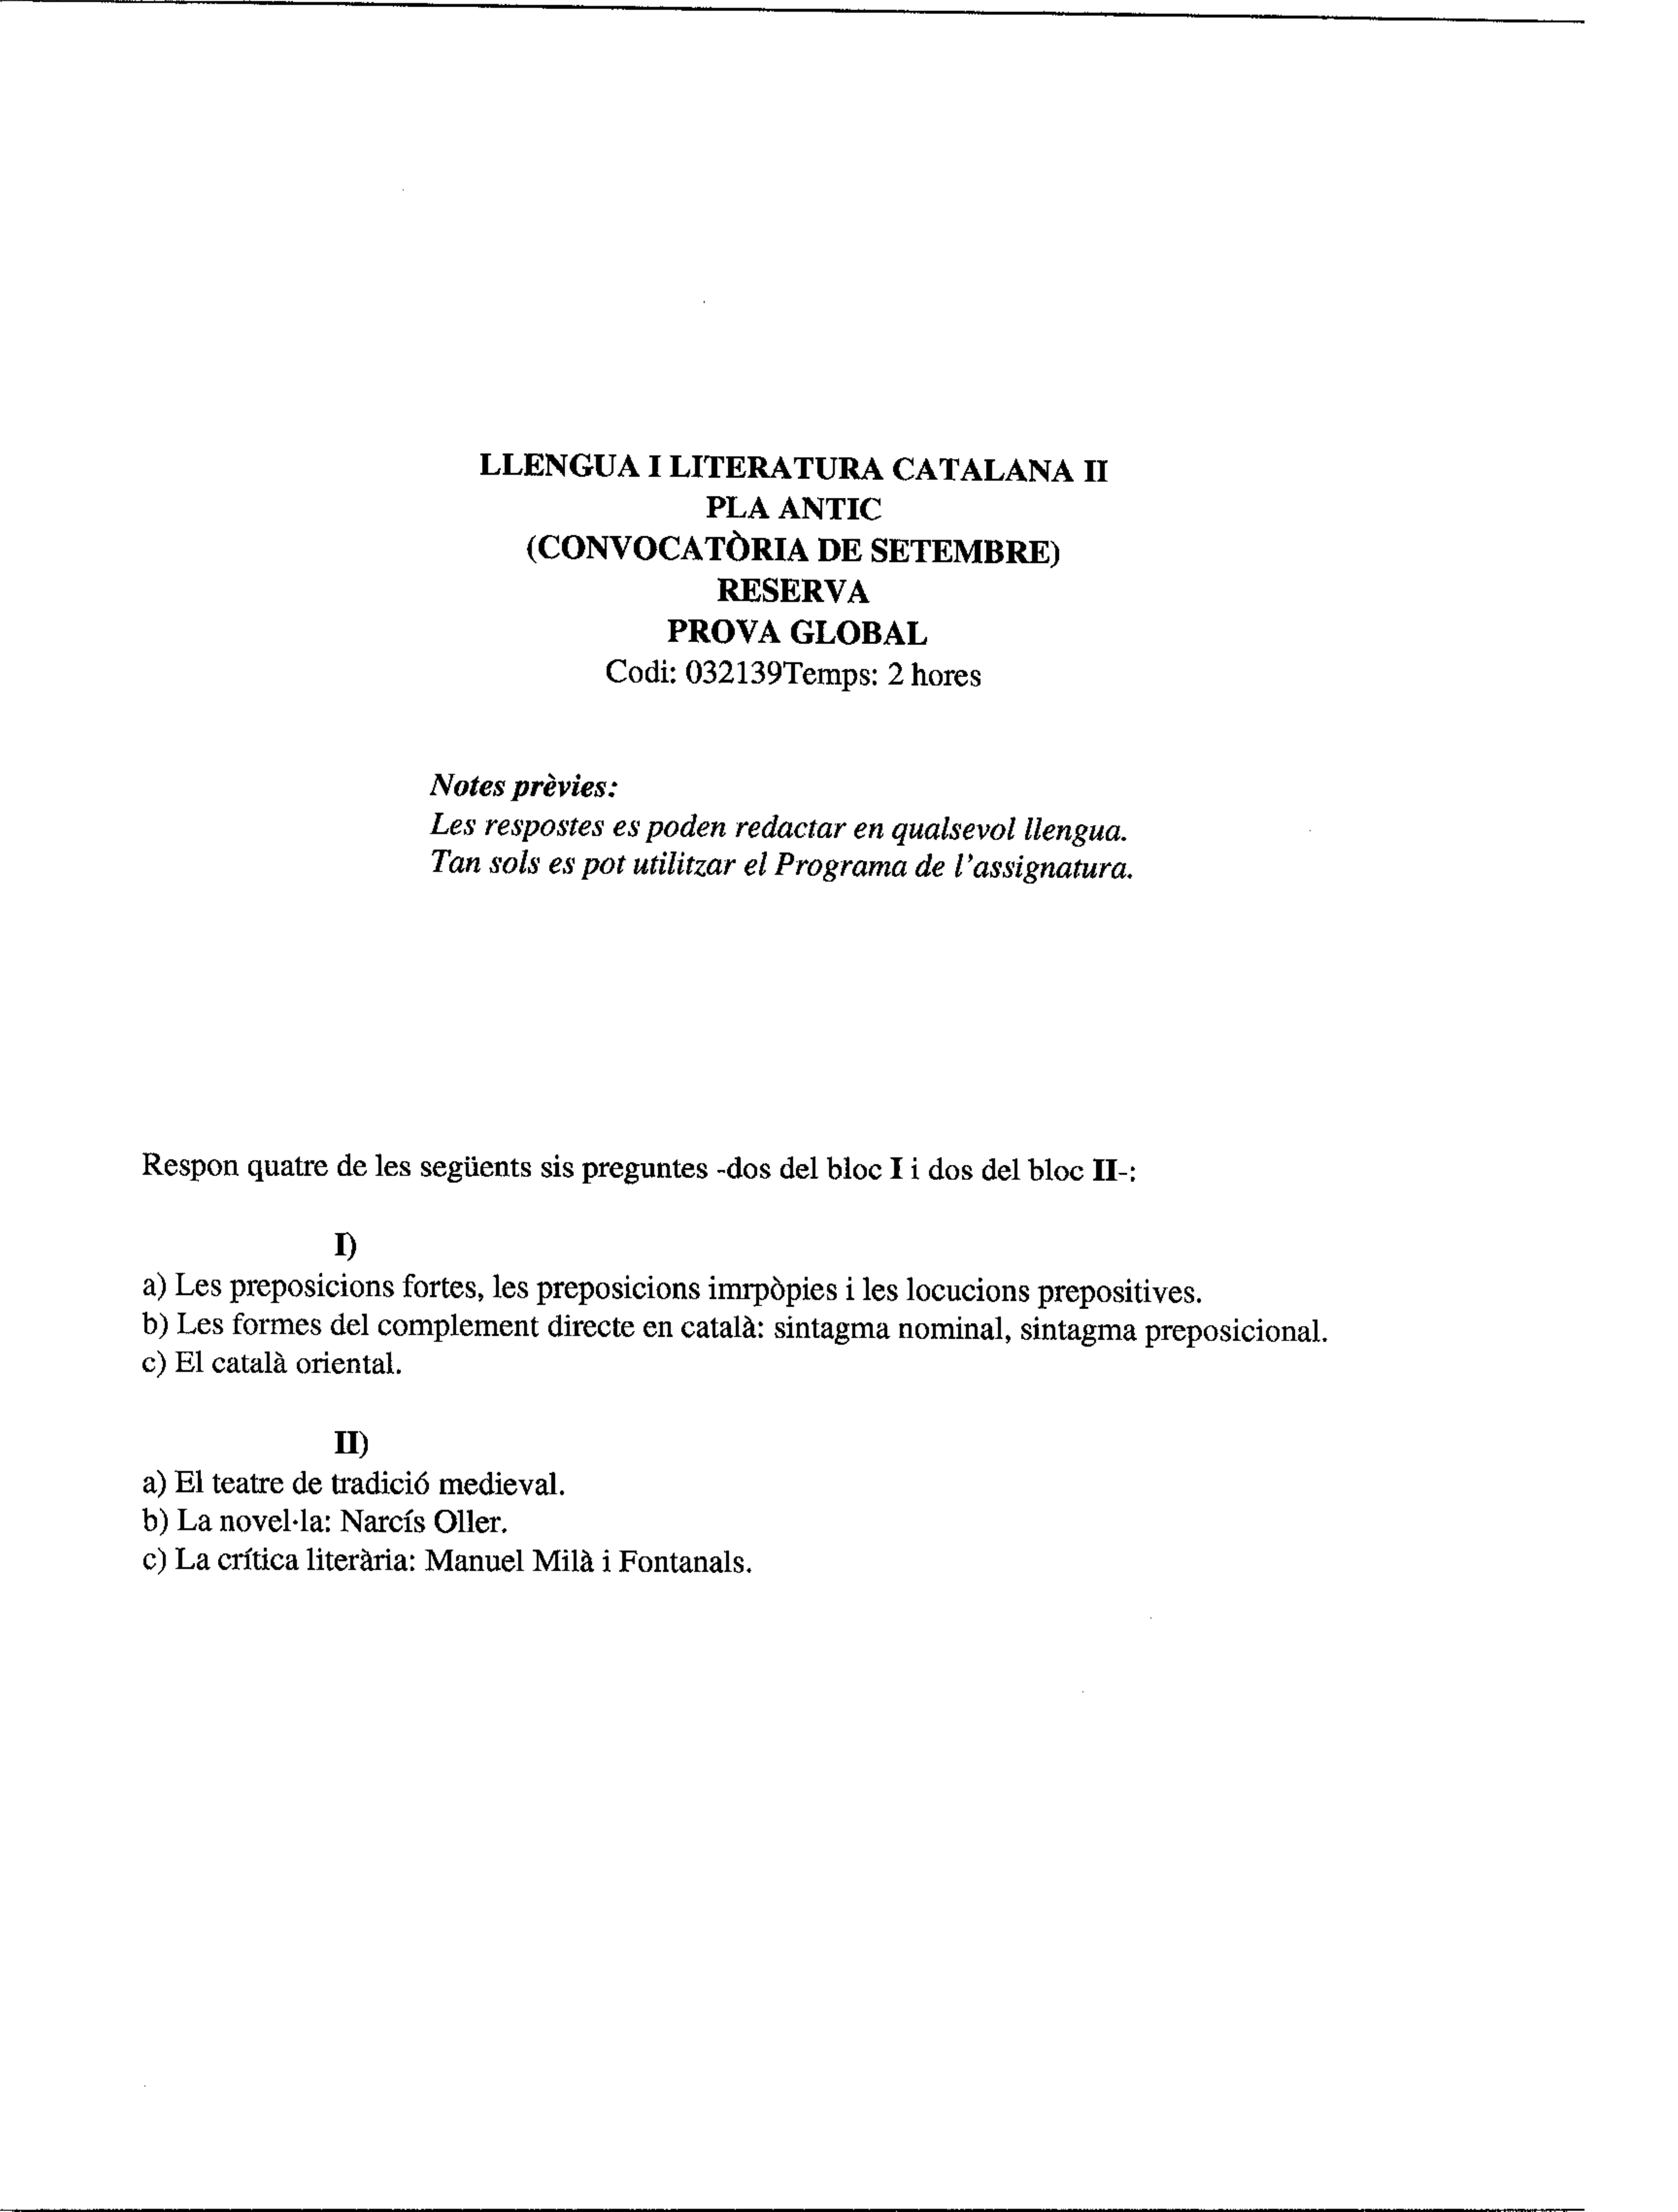 LLENGUA I LITERATURA CATALANA II
PLA ANTIC
(CONVOCATÒRIA DE SETEMBRE)
RESERVA
PROVA GLOBAL
Codi: 032139Temps: 2 hores
Notes prèvies:
Les respostes es poden redactar en qualsevol llengua.
Tan sols es pot utilitzar el Programa de l'assignatura.
Respon quatre de les següents sis preguntes -dos del bloc I i dos del bloc II-:
I)
a) Les preposicions fortes, les preposicions imrpòpies i les locucions prepositives.
b) Les formes del complement directe en català: sintagma nominal, sintagma preposicional.
c) El català oriental.
II)
a) El teatre de tradició medieval.
b) La novel·la: Narcís Oller.
c) La crítica literària: Manuel Milà i Fontanals.